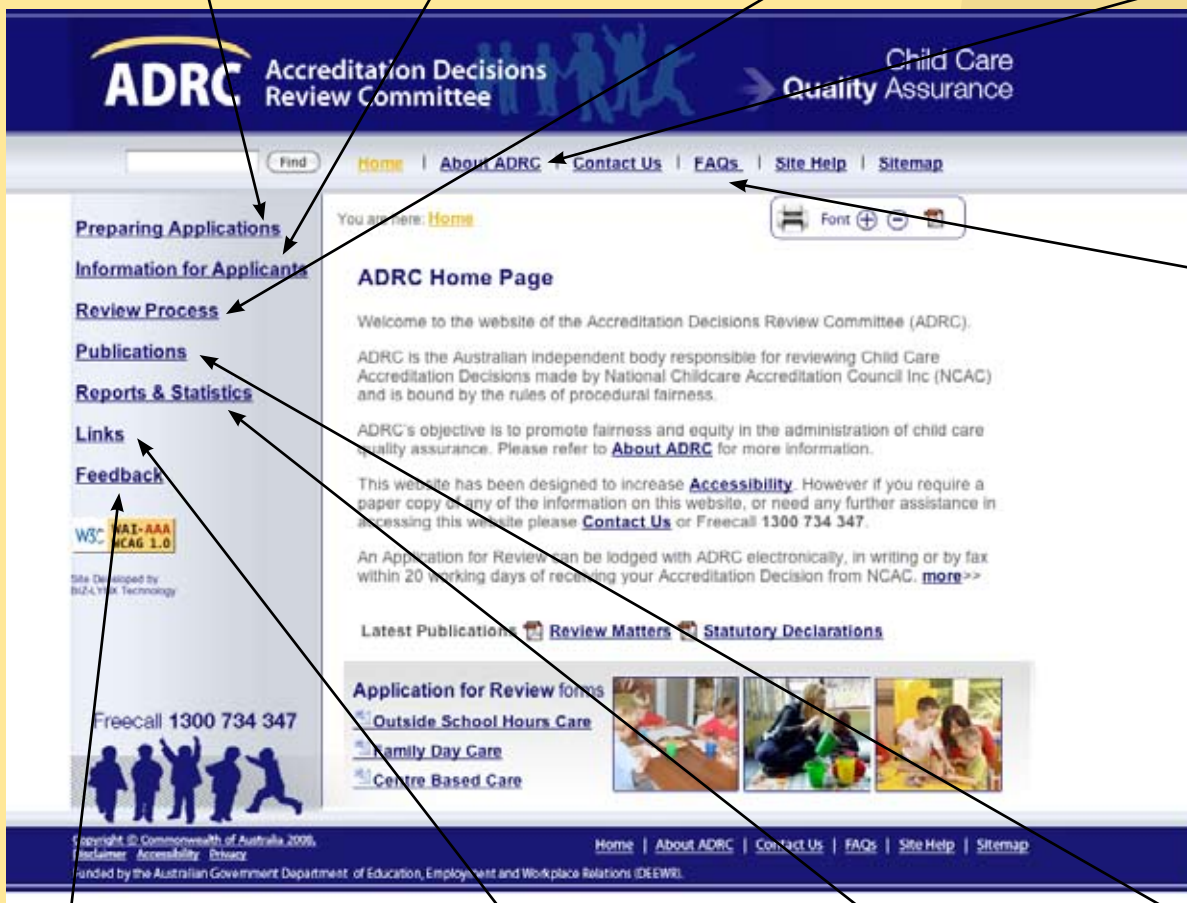 ADRC Accreditation Decisions
Review Committee
Child Care
Quality Assurance
Find
Home | About ADRC | Contact Us | FAQs | Site Help | Sitemap
Preparing Applications
Information for Applicants
Review Process
Publications
Reports & Statistics
Links
Feedback
W3C WAI-AAA
WCAG 1.0
Site Developed by
BIZ-LYNX Technology
Freecall 1300 734 347
You are here: Home
Font
ADRC Home Page
Welcome to the website of the Accreditation Decisions Review Committee (ADRC).
ADRC is the Australian independent body responsible for reviewing Child Care
Accreditation Decisions made by National Childcare Accreditation Council Inc (NCAC)
and is bound by the rules of procedural fairness.
ADRC's objective is to promote fairness and equity in the administration of child care
quality assurance. Please refer to About ADRC for more information.
This website has been designed to increase Accessibility. However if you require a
paper copy of any of the information on this website, or need any further assistance in
accessing this website please Contact Us or Freecall 1300 734 347.
An Application for Review can be lodged with ADRC electronically, in writing or by fax
within 20 working days of receiving your Accreditation Decision from NCAC. more>>
Latest Publications Review Matters Statutory Declarations
Application for Review forms
Outside School Hours Care
Family Day Care
Centre Based Care
Copyright © Commonwealth of Australia 2008.
Disclaimer Accessibility Privacy
Home | About ADRC | Contact Us | FAQs | Site Help | Sitemap
Funded by the Australian Government Department of Education, Employment and Workplace Relations (DEEWR).